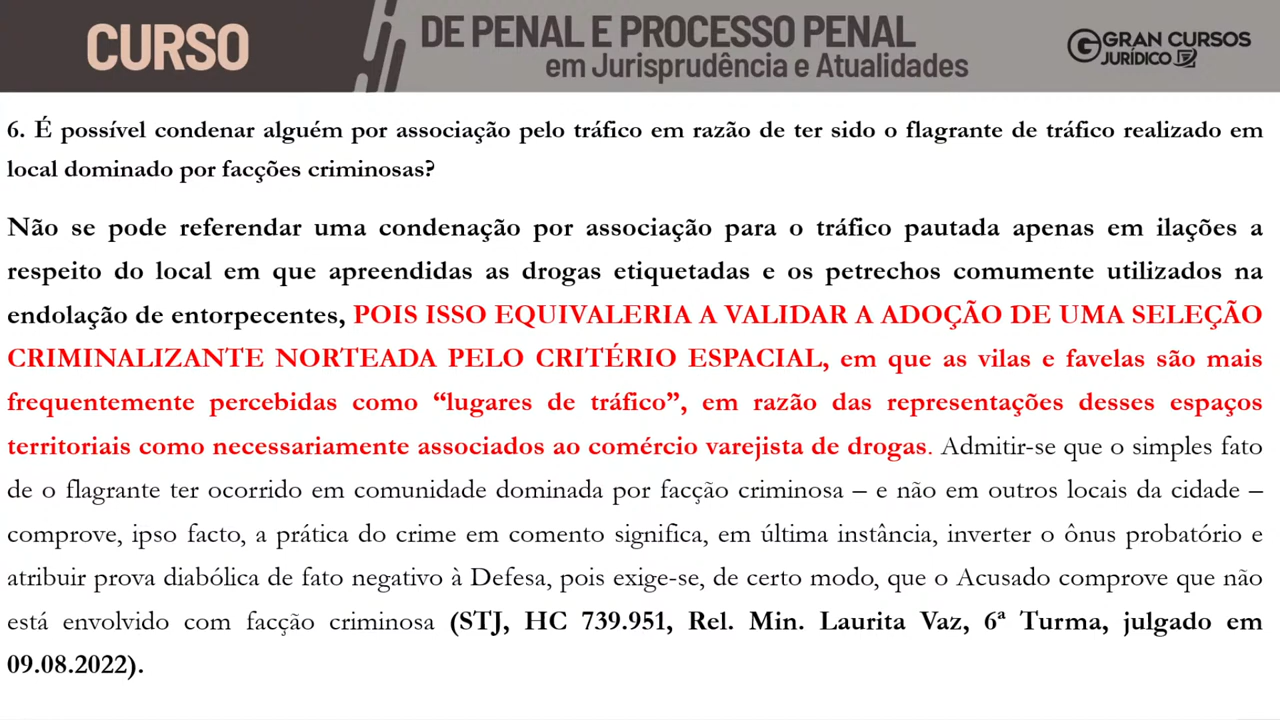 CURSO
DE PENAL E PROCESSO PENAL
em Jurisprudência e Atualidades
GRAN CURSOS
JURÍDICO
6. É possível condenar alguém por associação pelo tráfico em razão de ter sido o flagrante de tráfico realizado em
local dominado por facções criminosas?
Não se pode referendar uma condenação por associação para o tráfico pautada apenas em ilações a
respeito do local em que apreendidas as drogas etiquetadas e os petrechos comumente utilizados na
endolação de entorpecentes, POIS ISSO EQUIVALERIA A VALIDAR A ADOÇÃO DE UMA SELEÇÃO
CRIMINALIZANTE NORTEADA PELO CRITÉRIO ESPACIAL, em que as vilas e favelas são mais
frequentemente percebidas como “lugares de tráfico”, em razão das representações desses espaços
territoriais como necessariamente associados ao comércio varejista de drogas. Admitir-se que o simples fato
de o flagrante ter ocorrido em comunidade dominada por facção criminosa – e não em outros locais da cidade –
comprove, ipso facto, a prática do crime em comento significa, em última instância, inverter o ônus probatório e
atribuir prova diabólica de fato negativo à Defesa, pois exige-se, de certo modo, que o Acusado comprove que não
está envolvido com facção criminosa (STJ, HC 739.951, Rel. Min. Laurita Vaz, 6ª Turma, julgado em
09.08.2022).